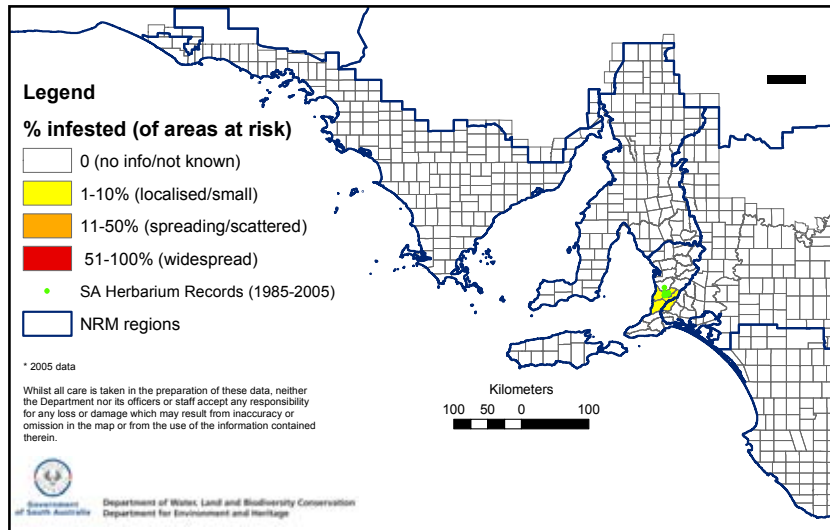 Legend
% infested (of areas at risk)
0 (no info/not known)
1-10% (localised/small)
11-50% (spreading/scattered)
51-100% (widespread)
SA Herbarium Records (1985-2005)
NRM regions
* 2005 data
Whilst all care is taken in the preparation of these data, neither
the Department nor its officers or staff accept any responsibility
for any loss or damage which may result from inaccuracy or
omission in the map or from the use of the information contained
therein.
Kilometers
100 50 0 100
Government
of South Australia
Department of Water, Land and Biodiversity Conservation
Department for Environment and Heritage